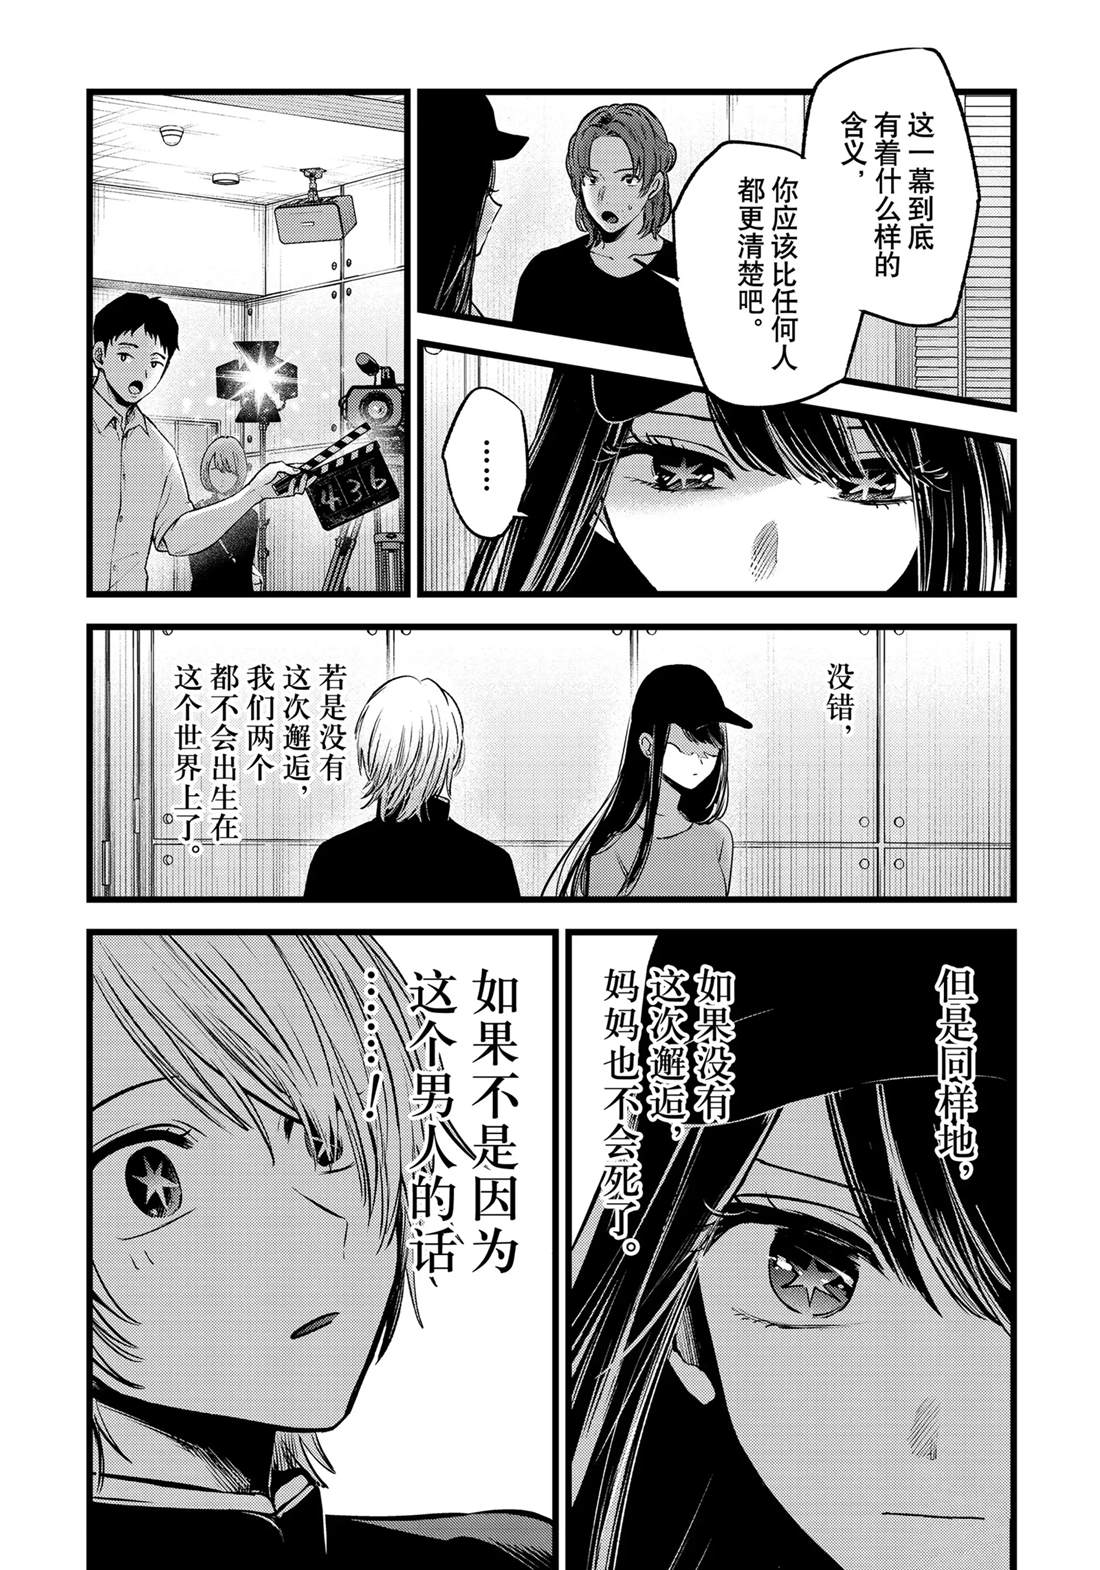 这一幕到底
有着什么样的
含义，
你应该比任何人
都更清楚吧。
……
436
没错，
若是没有
这次邂逅，
我们两个
都不会出生在
这个世界上了。
但是同样地，
如果没有
这次邂逅，
妈妈也不会死了。
如果不是因为
这个男人的话
……！